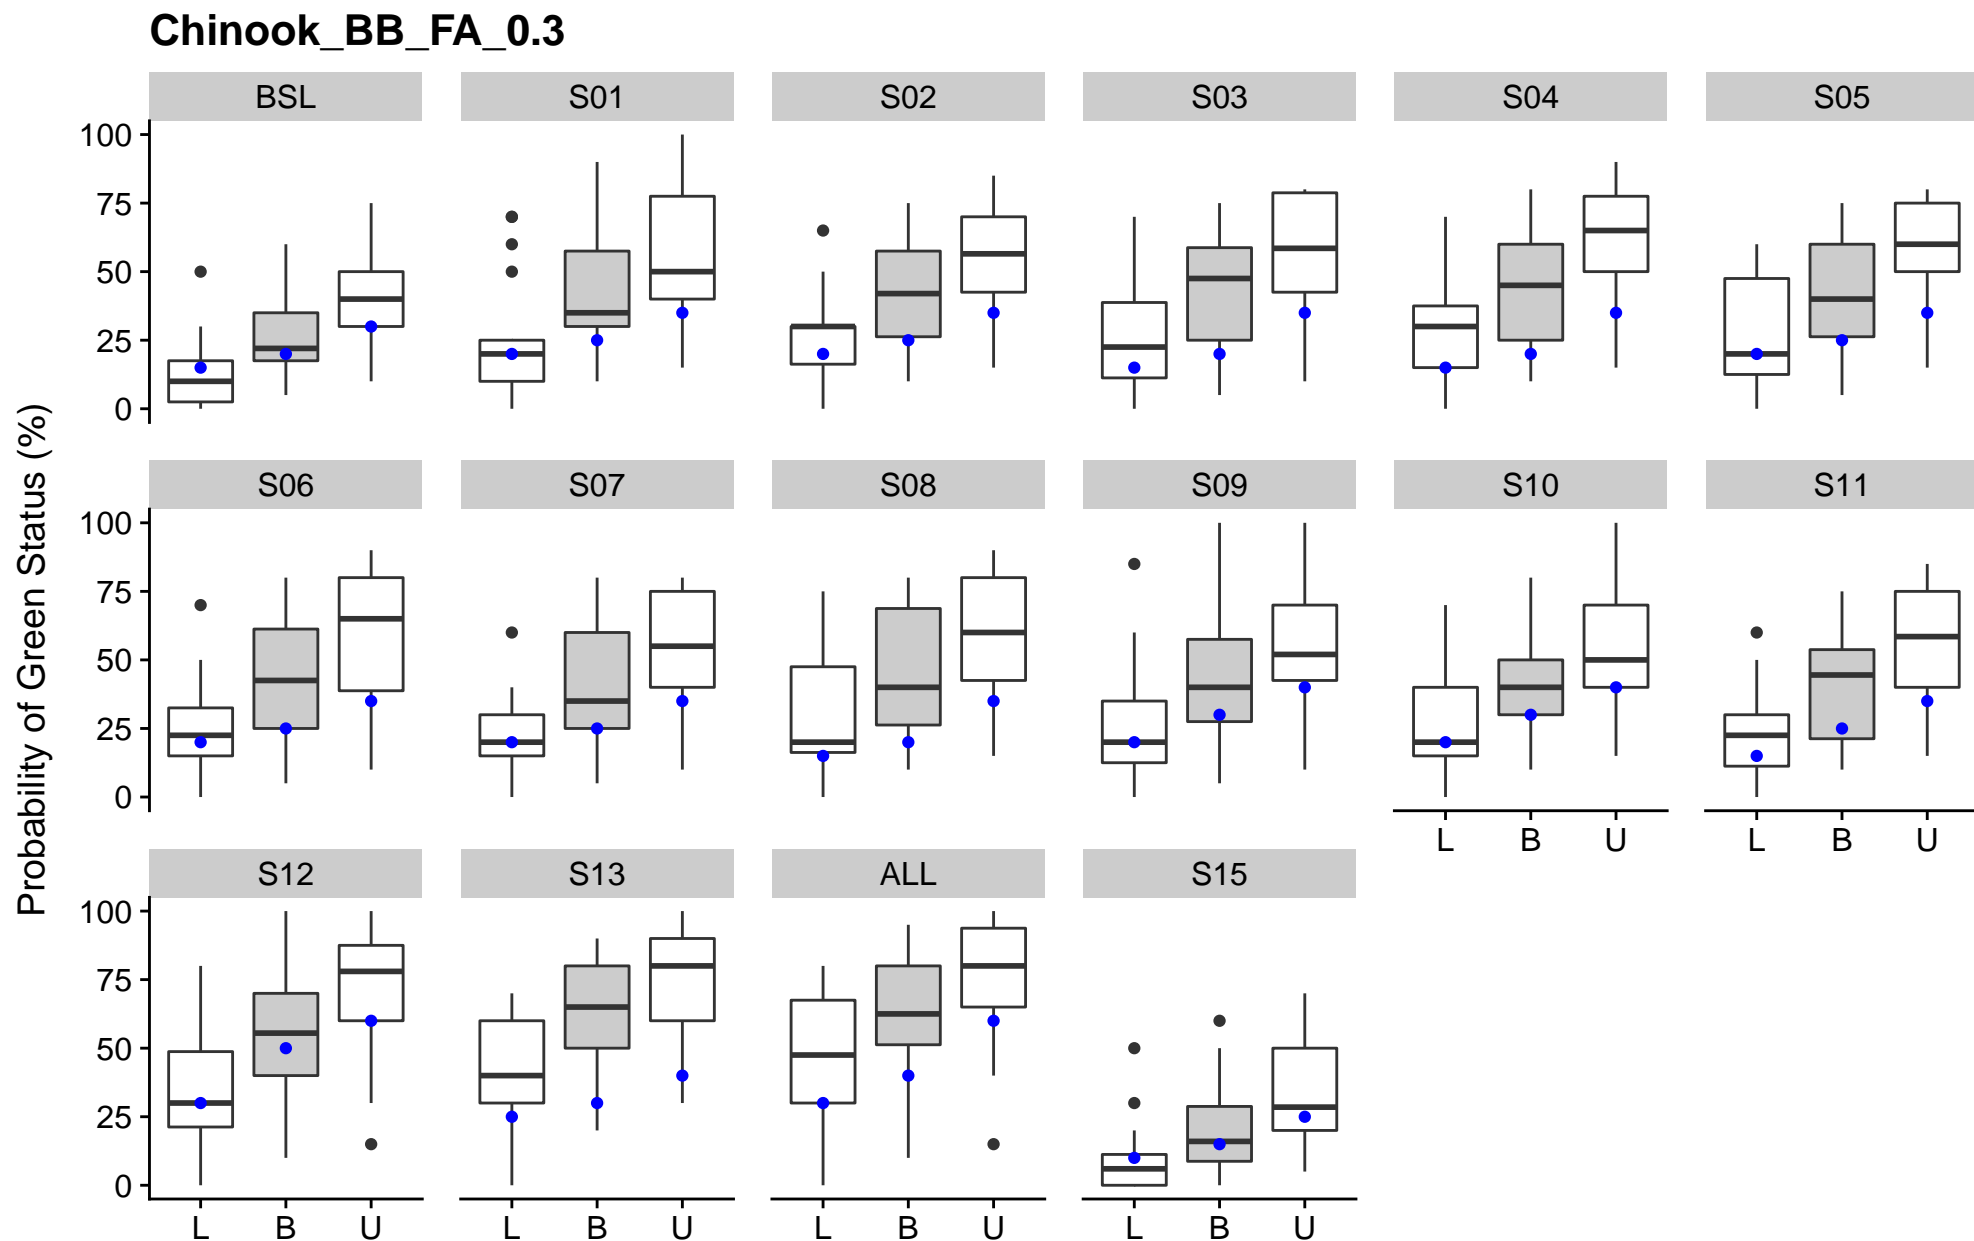 Chinook_BB_FA_0.3
BSL S01 S02 S03 S04 S05
100
75
50
25
0
S06 S07 S08 S09 S10 S11
100
75
50
25
0
L B U L B U
S12 S13 ALL S15
100
75
50
25
0
L B U L B U L B U L B U
Probability of Green Status (%)